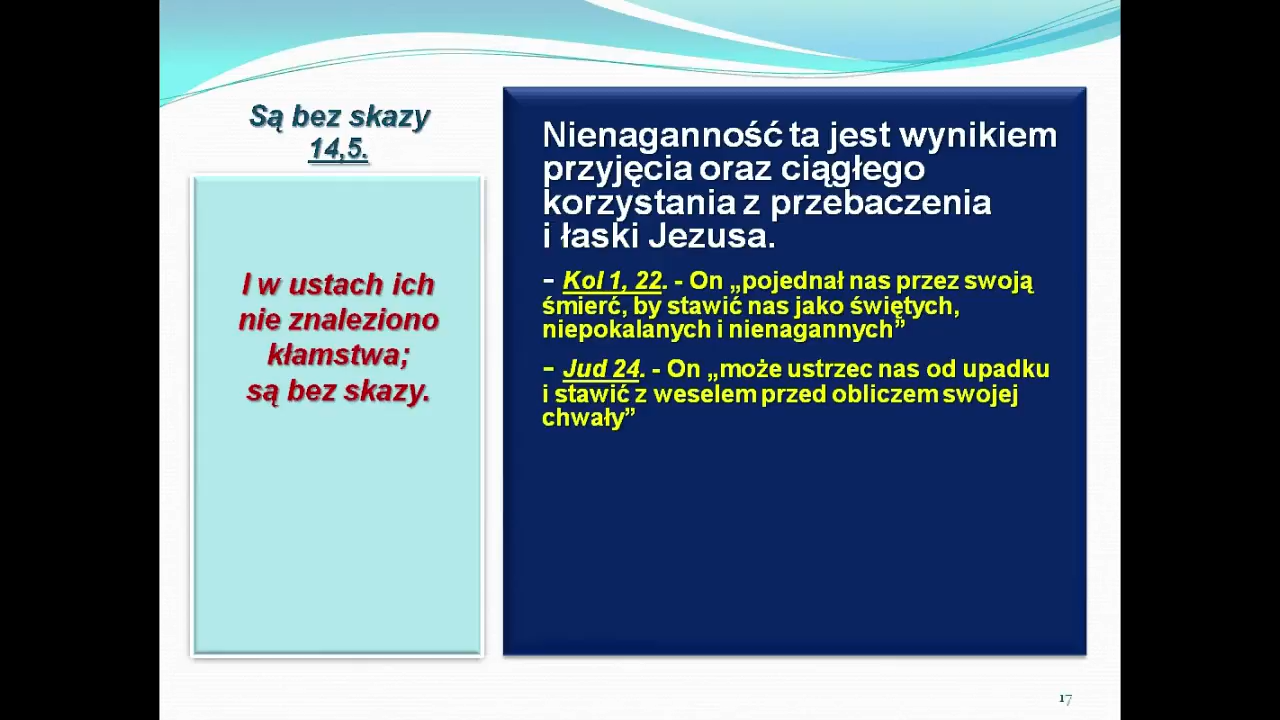 Są bez skazy
14,5.
I w ustach ich
nie znaleziono
kłamstwa;
są bez skazy.
Nienaganność ta jest wynikiem
przyjęcia oraz ciągłego
korzystania z przebaczenia
i łaski Jezusa.
- Kol 1, 22. - On „pojednał nas przez swoją
śmierć, by stawić nas jako świętych,
niepokalanych i nienagannych”
- Jud 24. - On „może ustrzec nas od upadku
i stawić z weselem przed obliczem swojej
chwały”
17